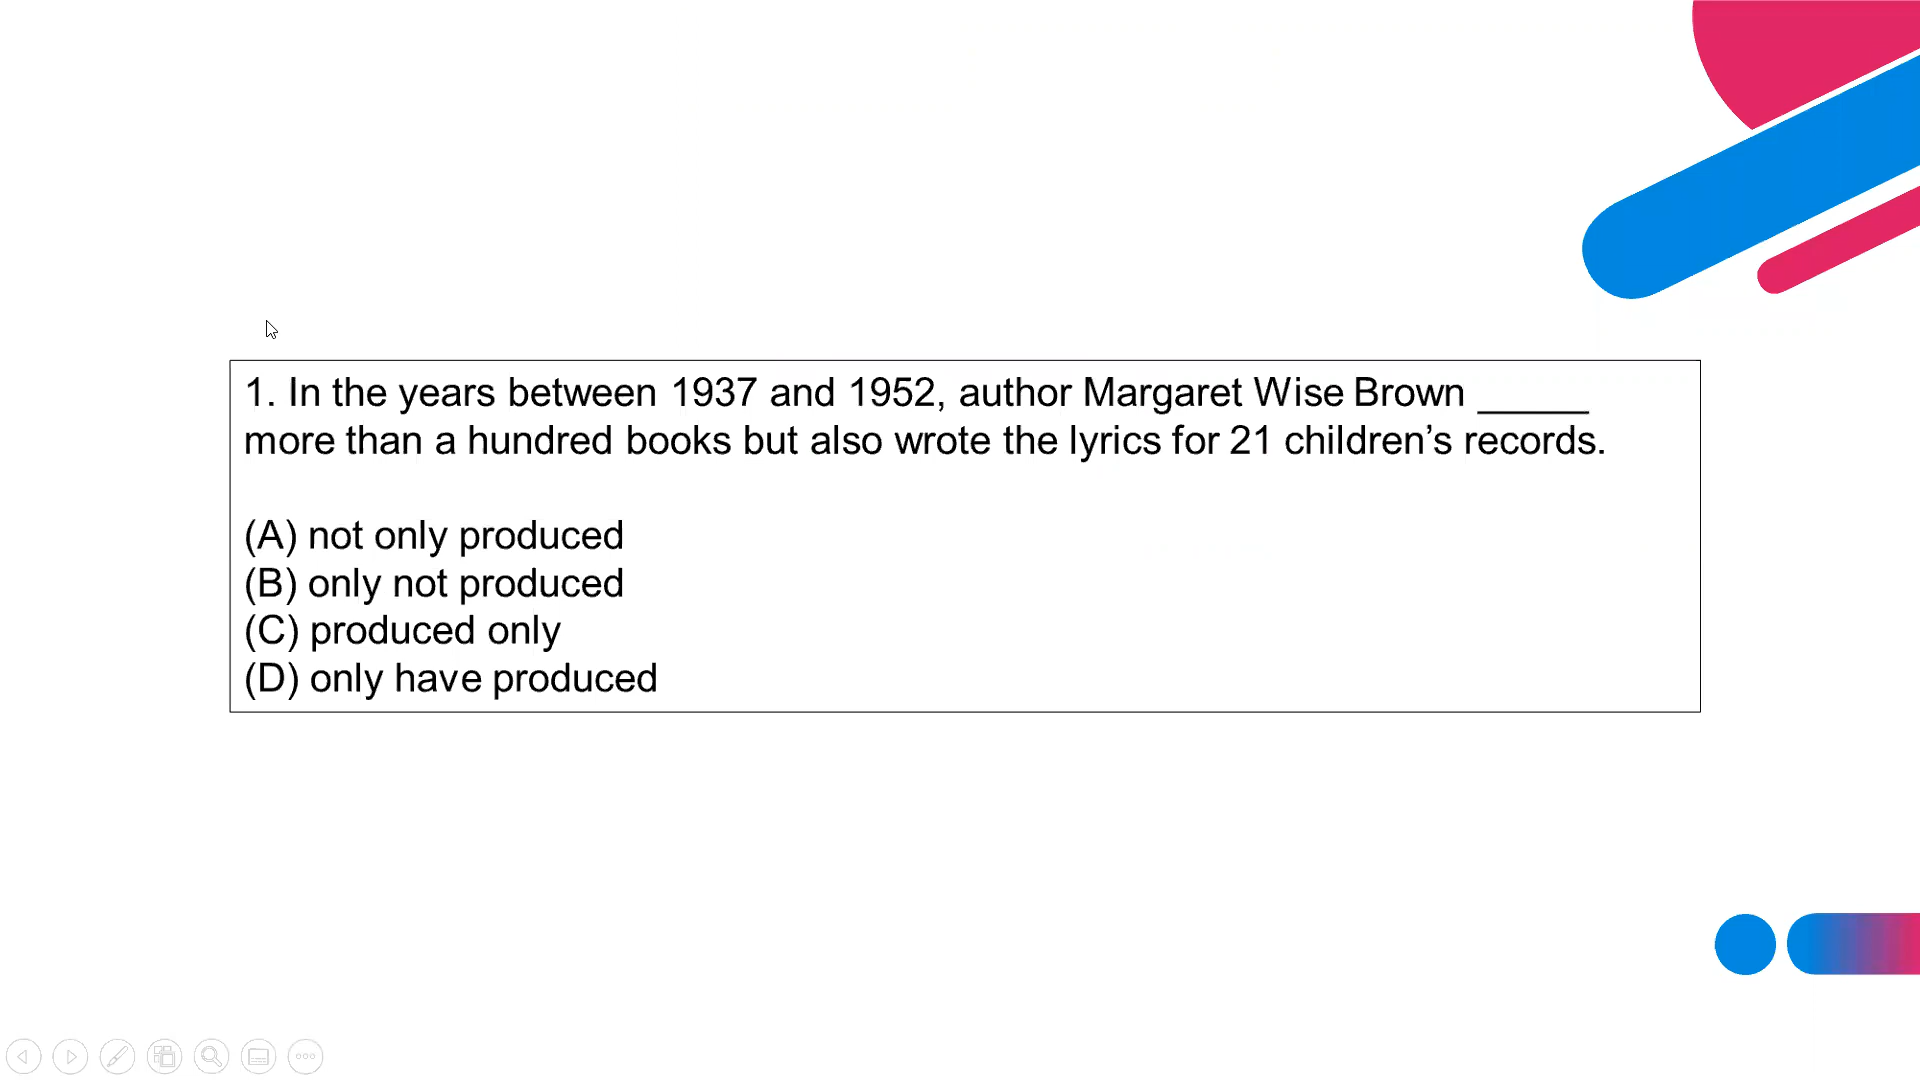 1. In the years between 1937 and 1952, author Margaret Wise Brown _____
more than a hundred books but also wrote the lyrics for 21 children’s records.
(A) not only produced
(B) only not produced
(C) produced only
(D) only have produced